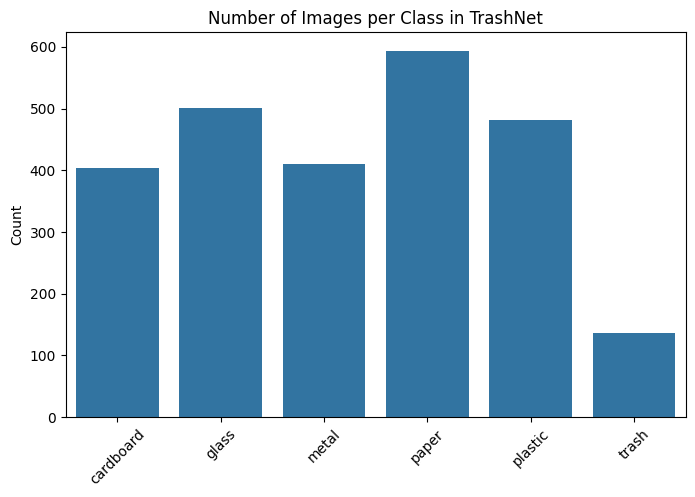 Number of Images per Class in TrashNet
600
500
400
300
200
100
0
Count
cardboard
glass
metal
paper
plastic
trash